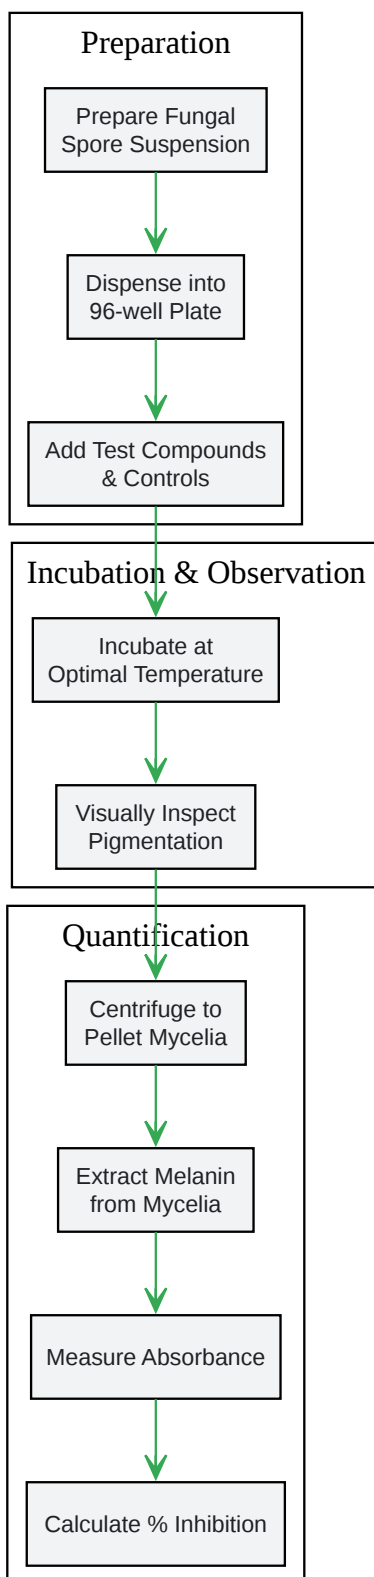 Preparation
Prepare Fungal
Spore Suspension
Dispense into
96-well Plate
Add Test Compounds
& Controls
Incubation & Observation
Incubate at
Optimal Temperature
Visually Inspect
Pigmentation
Quantification
Centrifuge to
Pellet Mycelia
Extract Melanin
from Mycelia
Measure Absorbance
Calculate % Inhibition